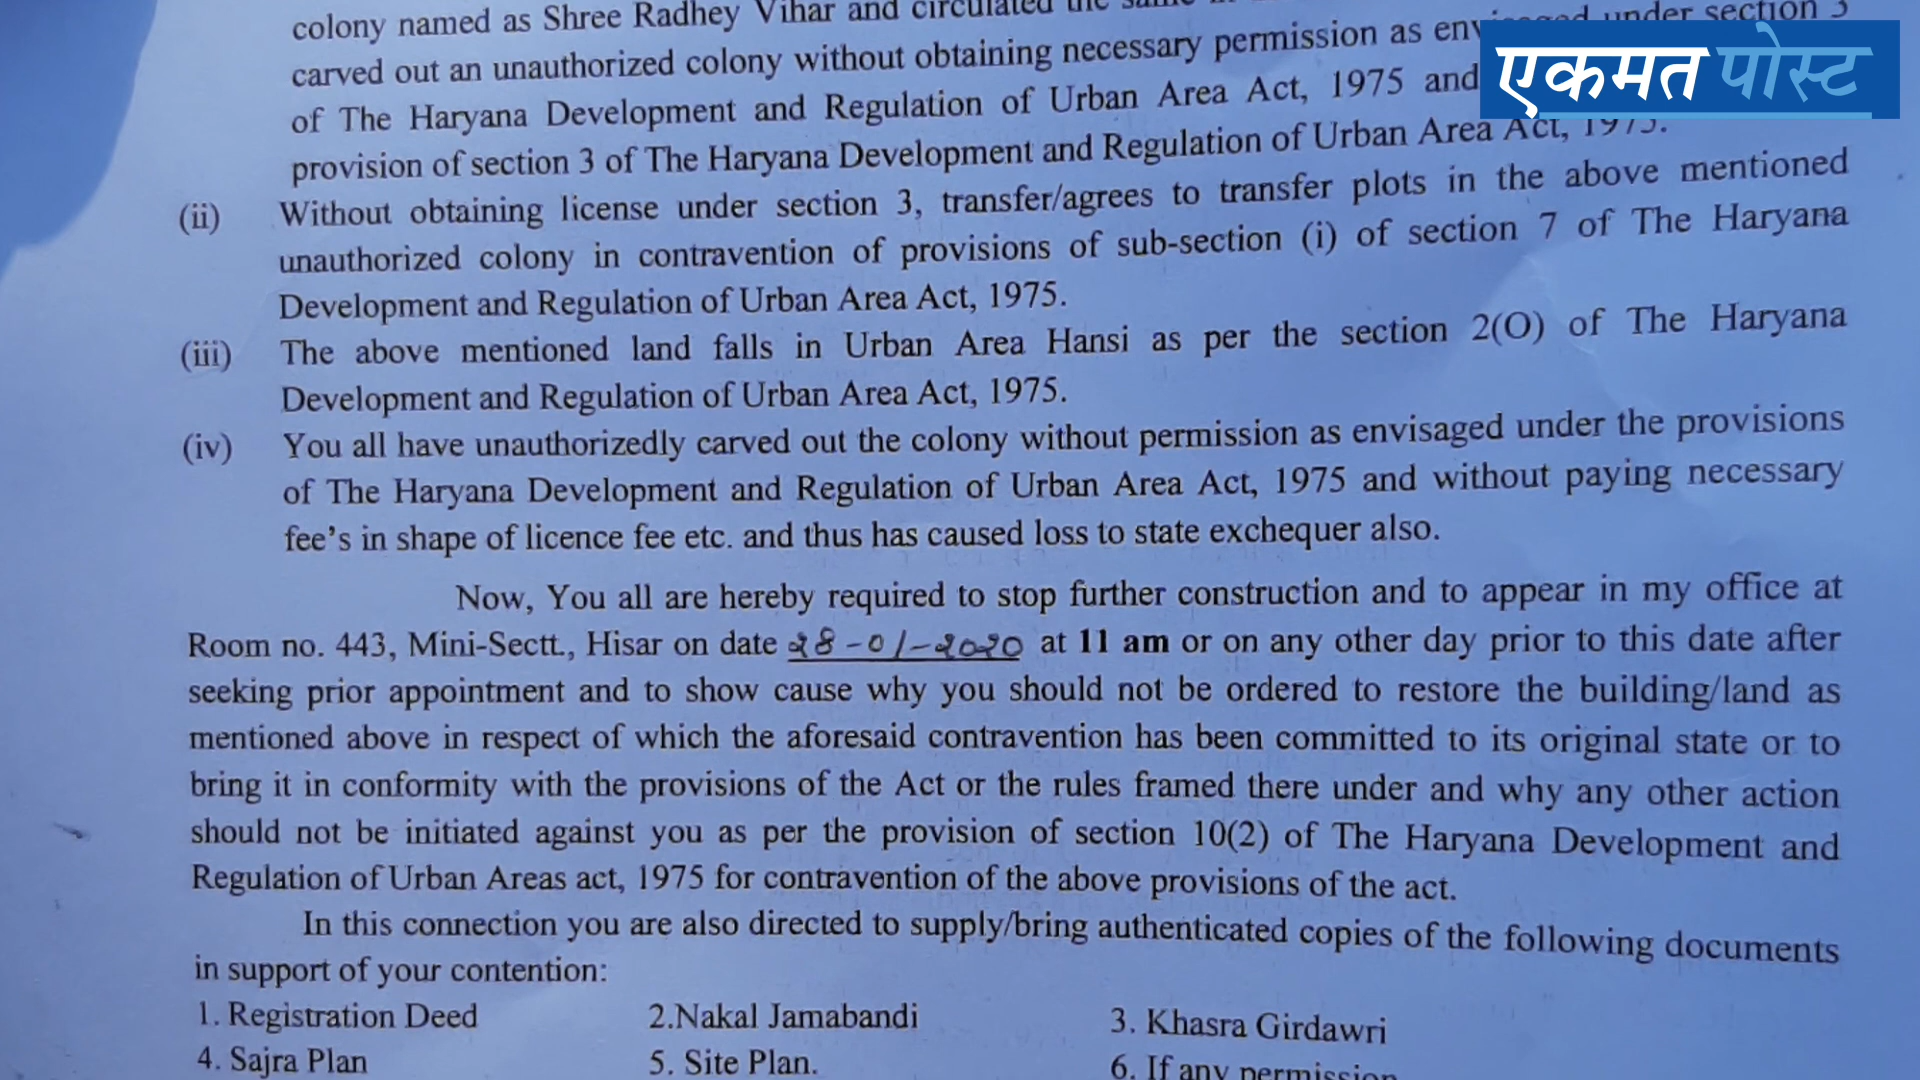 colony named as Shree Radhey Vihar and circulated the same in
carved out an unauthorized colony without obtaining necessary permission as envisaged under section 3
of The Haryana Development and Regulation of Urban Area Act, 1975 and
एकमत पोस्ट
provision of section 3 of The Haryana Development and Regulation of Urban Area Act, 1975.
(ii) Without obtaining license under section 3, transfer/agrees to transfer plots in the above mentioned
unauthorized colony in contravention of provisions of sub-section (i) of section 7 of The Haryana
Development and Regulation of Urban Area Act, 1975.
(iii) The above mentioned land falls in Urban Area Hansi as per the section 2(O) of The Haryana
Development and Regulation of Urban Area Act, 1975.
(iv) You all have unauthorizedly carved out the colony without permission as envisaged under the provisions
of The Haryana Development and Regulation of Urban Area Act, 1975 and without paying necessary
fee's in shape of licence fee etc. and thus has caused loss to state exchequer also.
Now, You all are hereby required to stop further construction and to appear in my office at
Room no. 443, Mini-Sectt., Hisar on date 28-01-2020 at 11 am or on any other day prior to this date after
seeking prior appointment and to show cause why you should not be ordered to restore the building/land as
mentioned above in respect of which the aforesaid contravention has been committed to its original state or to
bring it in conformity with the provisions of the Act or the rules framed there under and why any other action
should not be initiated against you as per the provision of section 10(2) of The Haryana Development and
Regulation of Urban Areas act, 1975 for contravention of the above provisions of the act.
In this connection you are also directed to supply/bring authenticated copies of the following documents
in support of your contention:
1. Registration Deed 2.Nakal Jamabandi 3. Khasra Girdawri
4. Sajra Plan 5. Site Plan. 6. If any permission